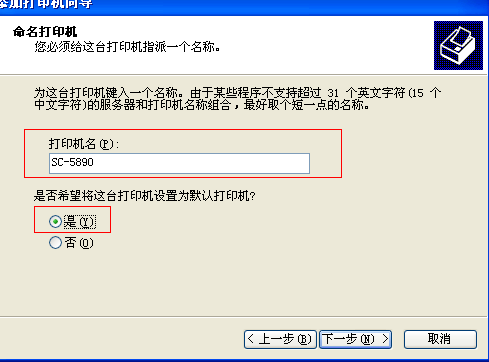 添加打印机向导
命名打印机
您必须给这台打印机指派一个名称。
为这台打印机键入一个名称。由于某些程序不支持超过 31 个英文字符(15 个
中文字符)的服务器和打印机名称组合，最好取个短一点的名称。
打印机名(P):
SC-5890
是否希望将这台打印机设置为默认打印机?
是(Y)
否(O)
< 上一步(B)
下一步(N) >
取消